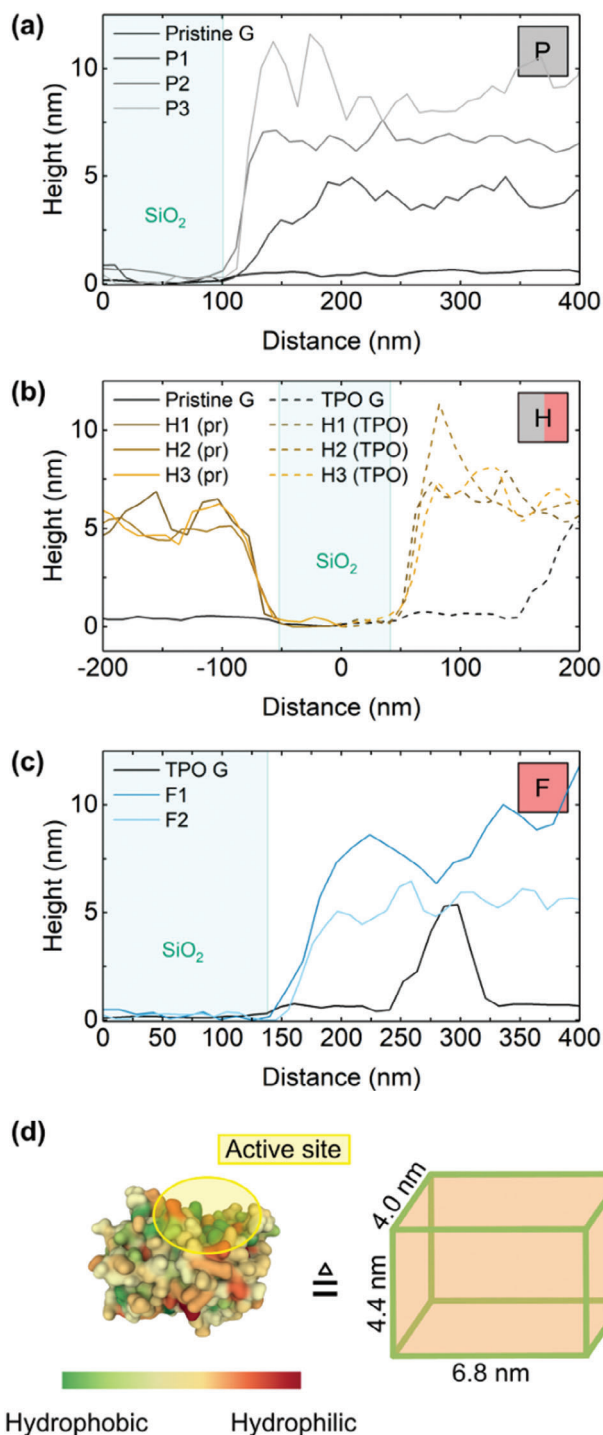 (a)
Pristine G
P1
P2
P3
P
SiO2
Height (nm)
10
5
0
0 100 200 300 400
Distance (nm)
(b)
Pristine G TPO G
H1 (pr) H1 (TPO)
H2 (pr) H2 (TPO)
H3 (pr) H3 (TPO)
H
SiO2
Height (nm)
10
5
0
-200 -100 0 100 200
Distance (nm)
(c)
TPO G
F1
F2
F
SiO2
Height (nm)
10
5
0
0 50 100 150 200 250 300 350 400
Distance (nm)
(d)
Active site
≙
4.0 nm
4.4 nm
6.8 nm
Hydrophobic Hydrophilic